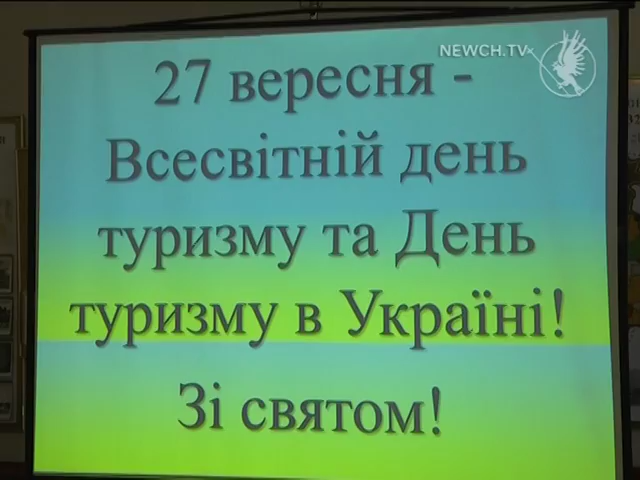 NEWCH.TV
27 вересня -
Всесвітній день
туризму та День
туризму в Україні!
Зі святом!